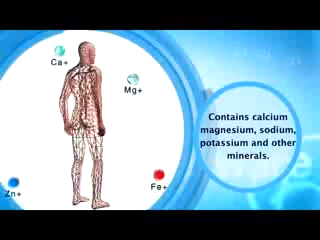 Ca+
Mg+
Contains calcium
magnesium, sodium,
potassium and other
minerals.
Zn+
Fe+